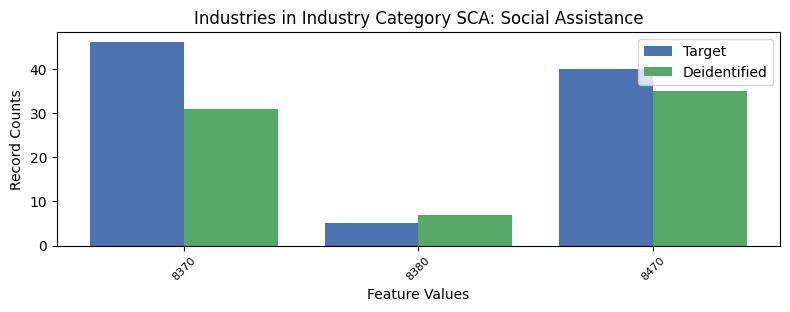 Industries in Industry Category SCA: Social Assistance
Target
Deidentified
Record Counts
40
30
20
10
0
8370
8380
8470
Feature Values